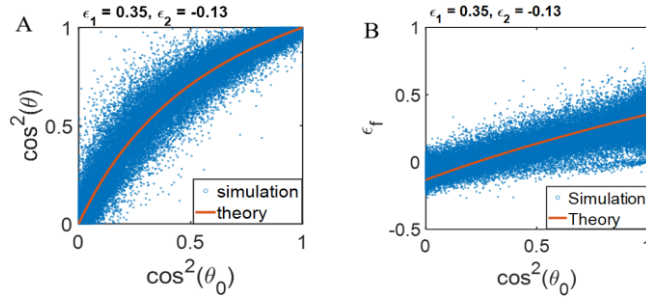 ϵ1 = 0.35, ϵ2 = -0.13
A
1
0.5
0
cos²(θ)
simulation
theory
0
0.5
1
cos²(θ0)
ϵ1 = 0.35, ϵ2 = -0.13
B
1
0.5
0
-0.5
ϵf
Simulation
Theory
0
0.5
1
cos²(θ0)